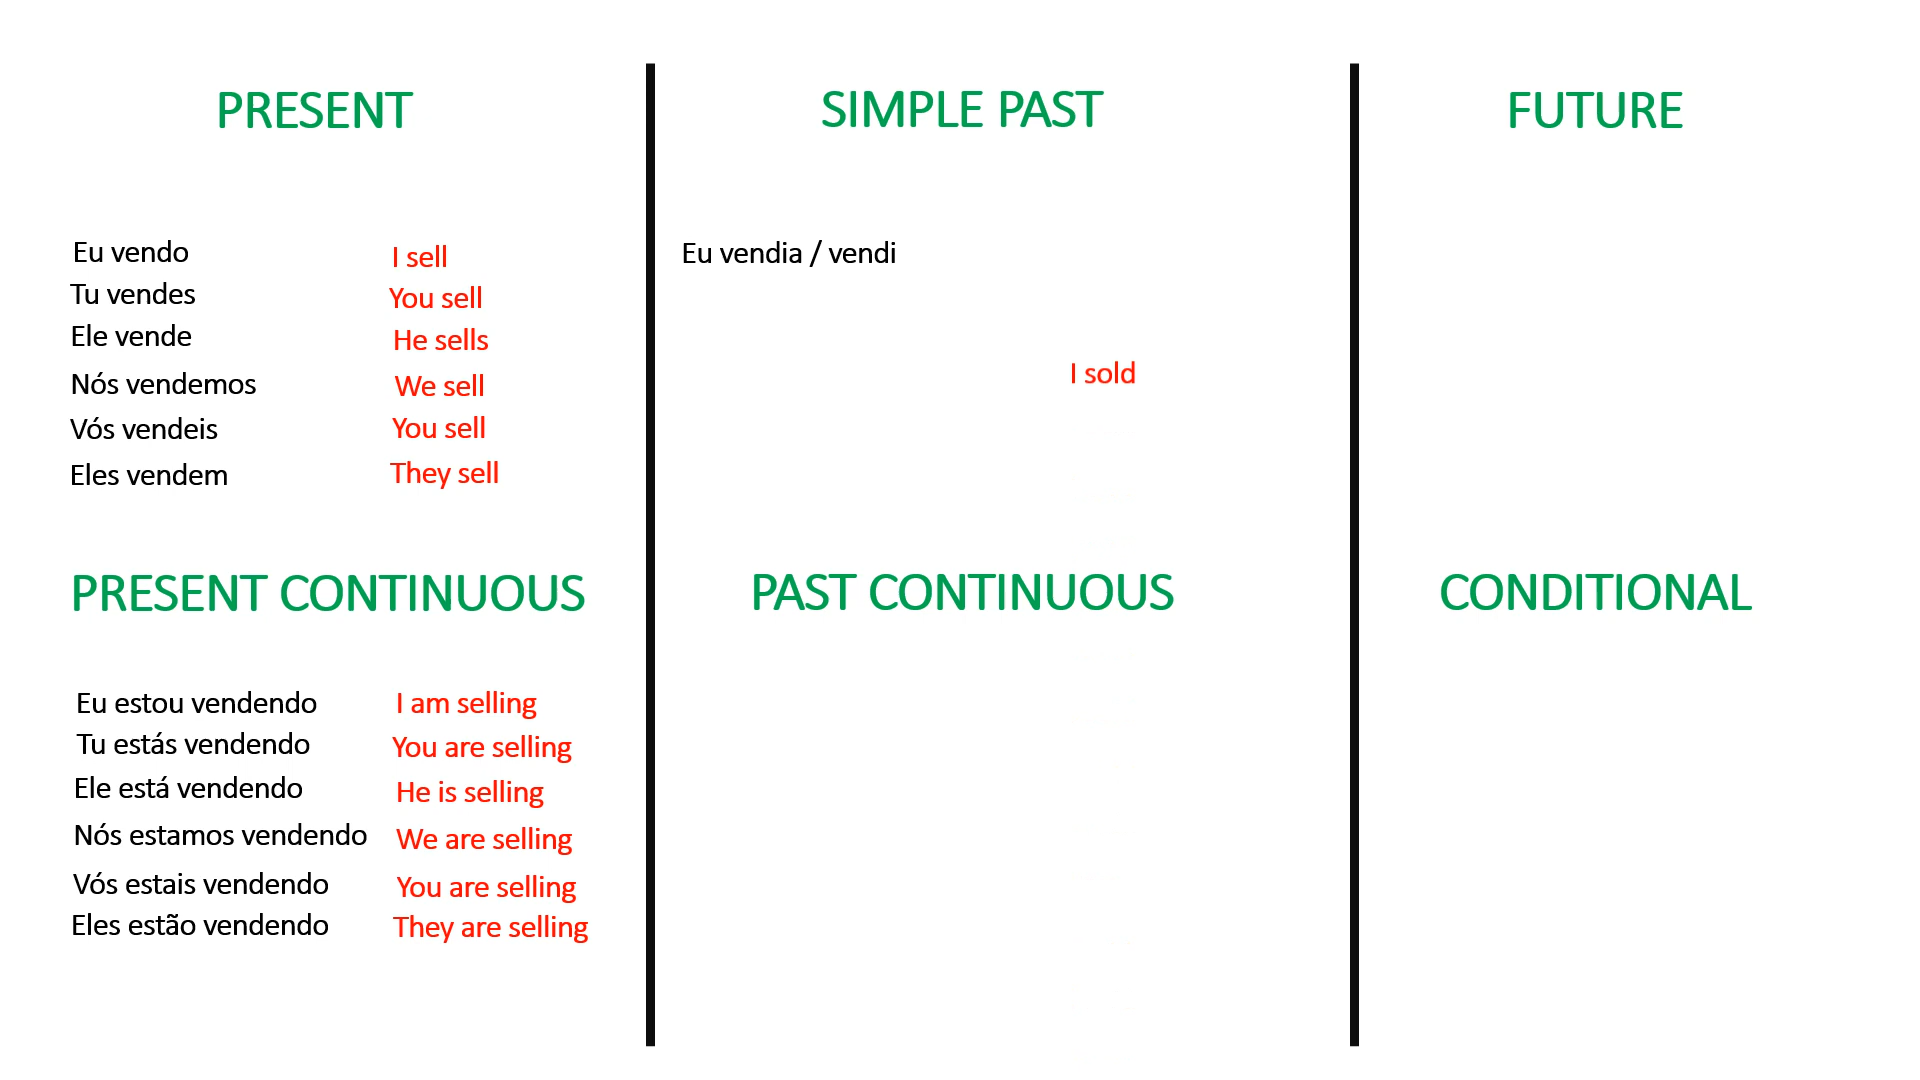 PRESENT
Eu vendo I sell
Tu vendes You sell
Ele vende He sells
Nós vendemos We sell
Vós vendeis You sell
Eles vendem They sell
PRESENT CONTINUOUS
Eu estou vendendo I am selling
Tu estás vendendo You are selling
Ele está vendendo He is selling
Nós estamos vendendo We are selling
Vós estais vendendo You are selling
Eles estão vendendo They are selling
SIMPLE PAST
Eu vendia / vendi
I sold
PAST CONTINUOUS
FUTURE
CONDITIONAL